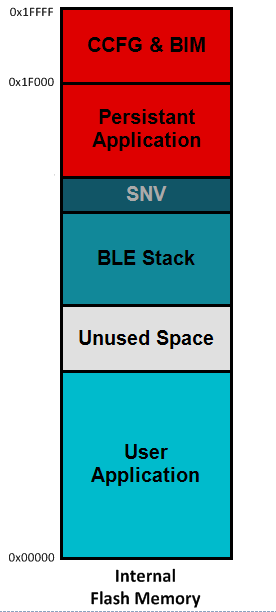 0x1FFFF
CCFG & BIM
0x1F000
Persistant
Application
SNV
BLE Stack
Unused Space
User
Application
0x00000
Internal
Flash Memory